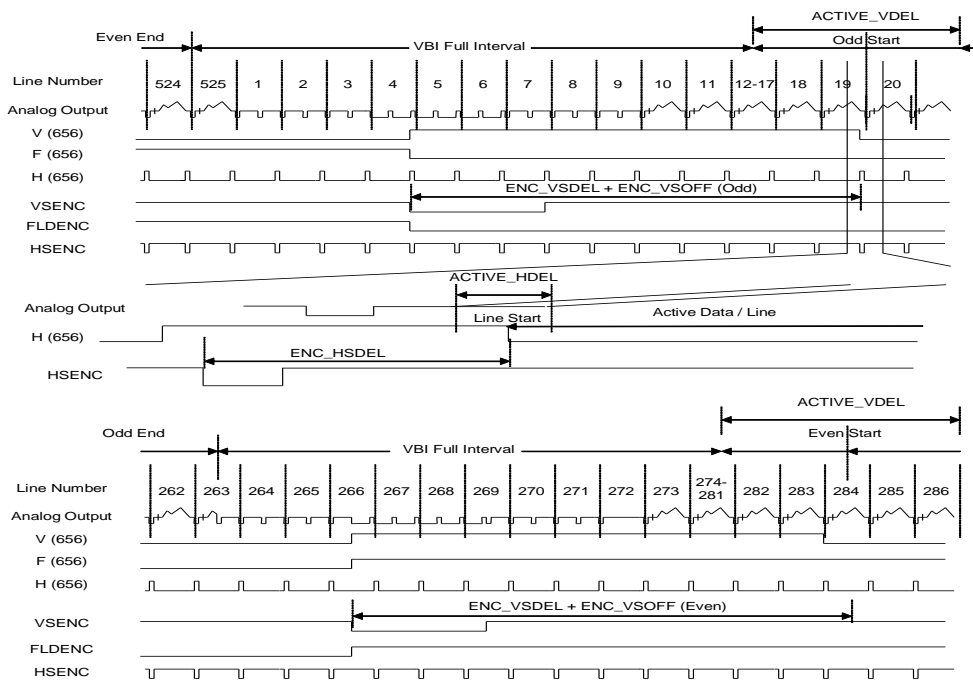 ACTIVE_VDEL
Even End
VBI Full Interval
Odd Start
Line Number 524 525 1 2 3 4 5 6 7 8 9 10 11 12-17 18 19 20
Analog Output
V (656)
F (656)
H (656)
ENC_VSDEL + ENC_VSOFF (Odd)
VSENC
FLDENC
HSENC
ACTIVE_HDEL
Analog Output
Line Start
Active Data / Line
H (656)
ENC_HSDEL
HSENC
ACTIVE_VDEL
Odd End
VBI Full Interval
Even Start
Line Number 262 263 264 265 266 267 268 269 270 271 272 273 274-281 282 283 284 285 286
Analog Output
V (656)
F (656)
H (656)
ENC_VSDEL + ENC_VSOFF (Even)
VSENC
FLDENC
HSENC